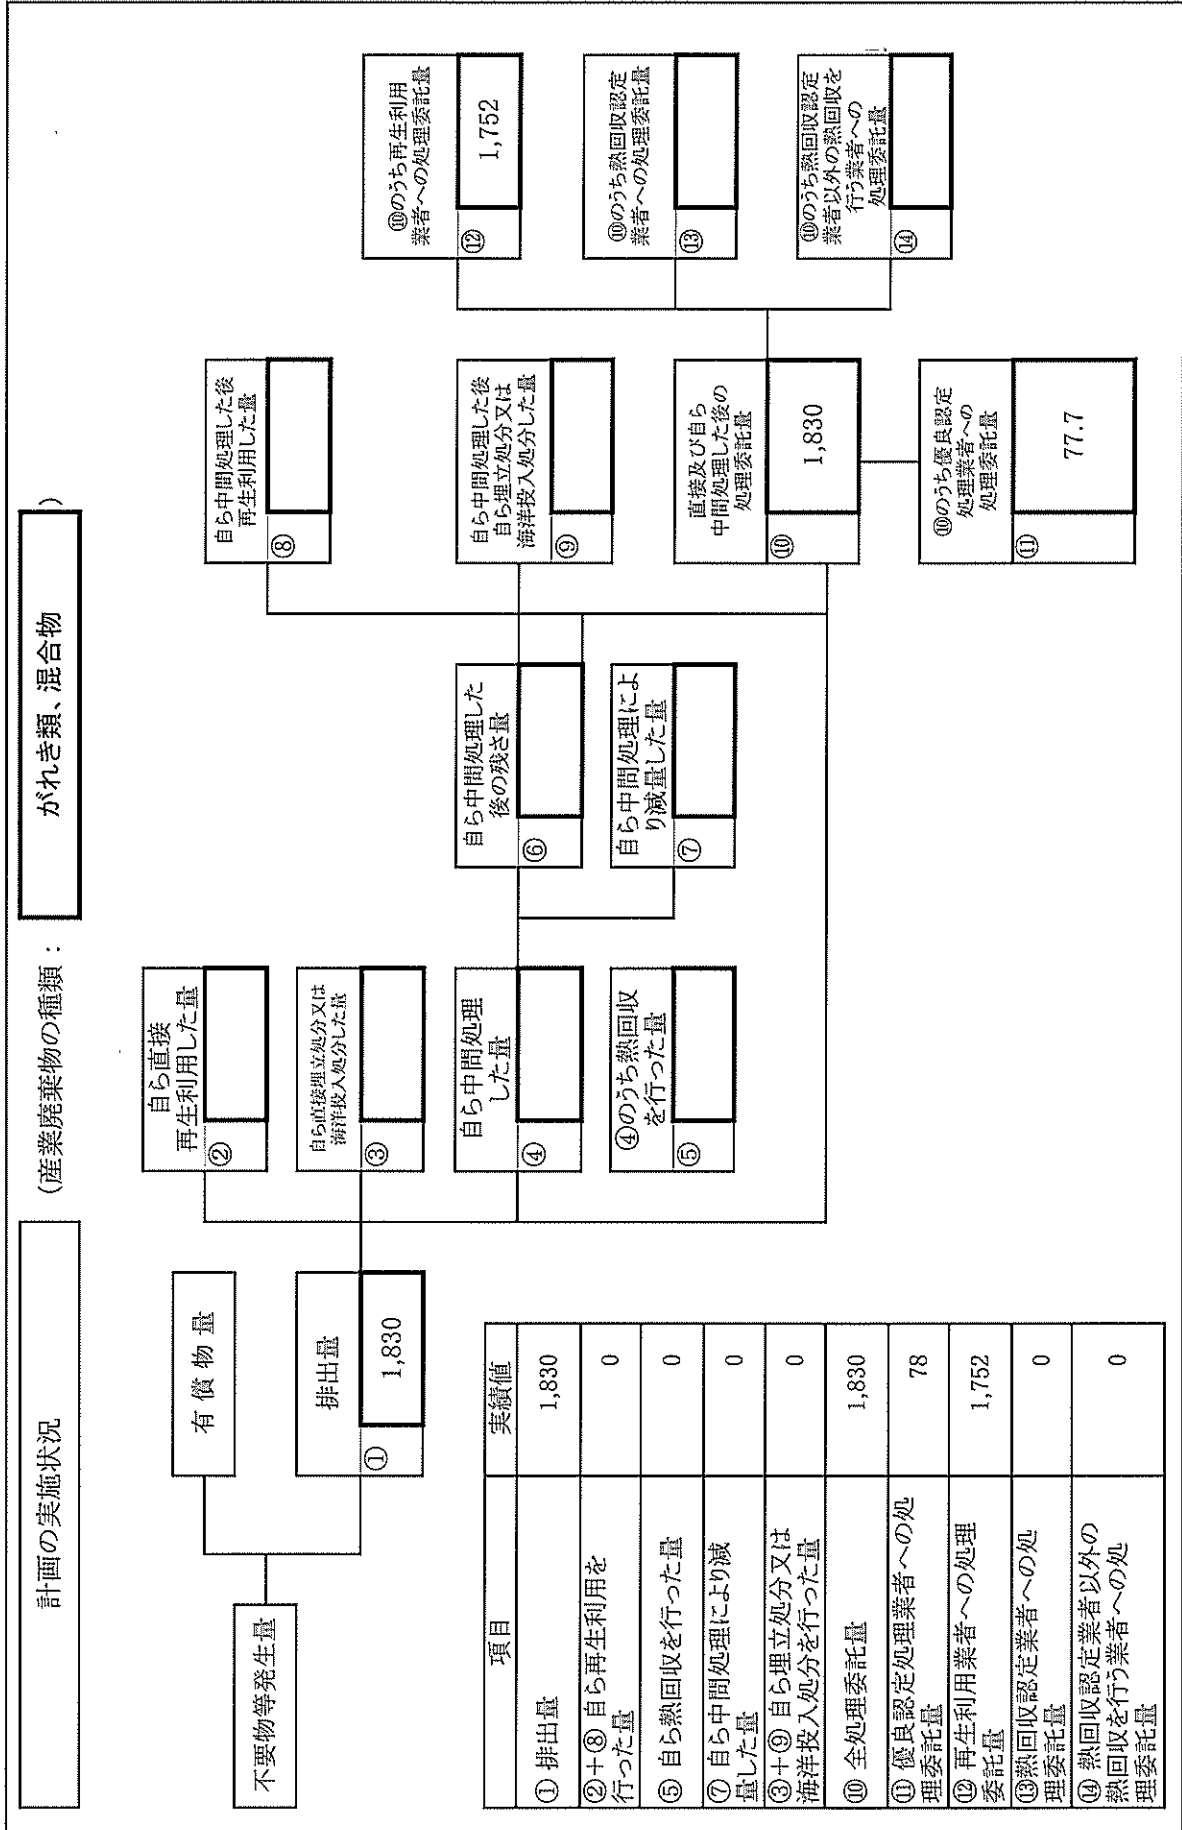 計画の実施状況
(産業廃棄物の種類：
がれき類、混合物
)
不要物等発生量
有 償 物 量
排出量
①
1,830
自ら直接
再生利用した量
②
自ら直接埋立処分又は
海洋投入処分した量
③
自ら中間処理
した量
④
④のうち熱回収
を行った量
⑤
自ら中間処理した
後の残さ量
⑥
自ら中間処理によ
り減量した量
⑦
自ら中間処理した後
再生利用した量
⑧
自ら中間処理した後
自ら埋立処分又は
海洋投入処分した量
⑨
直接及び自ら
中間処理した後の
処理委託量
⑩
1,830
⑩のうち優良認定
処理業者への
処理委託量
⑪
77.7
⑩のうち再生利用
業者への処理委託量
⑫
1,752
⑩のうち熱回収認定
業者への処理委託量
⑬
⑩のうち熱回収認定
業者以外の熱回収を
行う業者への
処理委託量
⑭
項目 実績値
① 排出量 1,830
②＋⑧ 自ら再生利用を
行った量 0
⑤ 自ら熱回収を行った量 0
⑦ 自ら中間処理により減
量した量 0
③＋⑨ 自ら埋立処分又は
海洋投入処分を行った量 0
⑩ 全処理委託量 1,830
⑪ 優良認定処理業者への処
理委託量 78
⑫ 再生利用業者への処理
委託量 1,752
⑬熱回収認定業者への処
理委託量 0
⑭ 熱回収認定業者以外の
熱回収を行う業者への処
理委託量 0